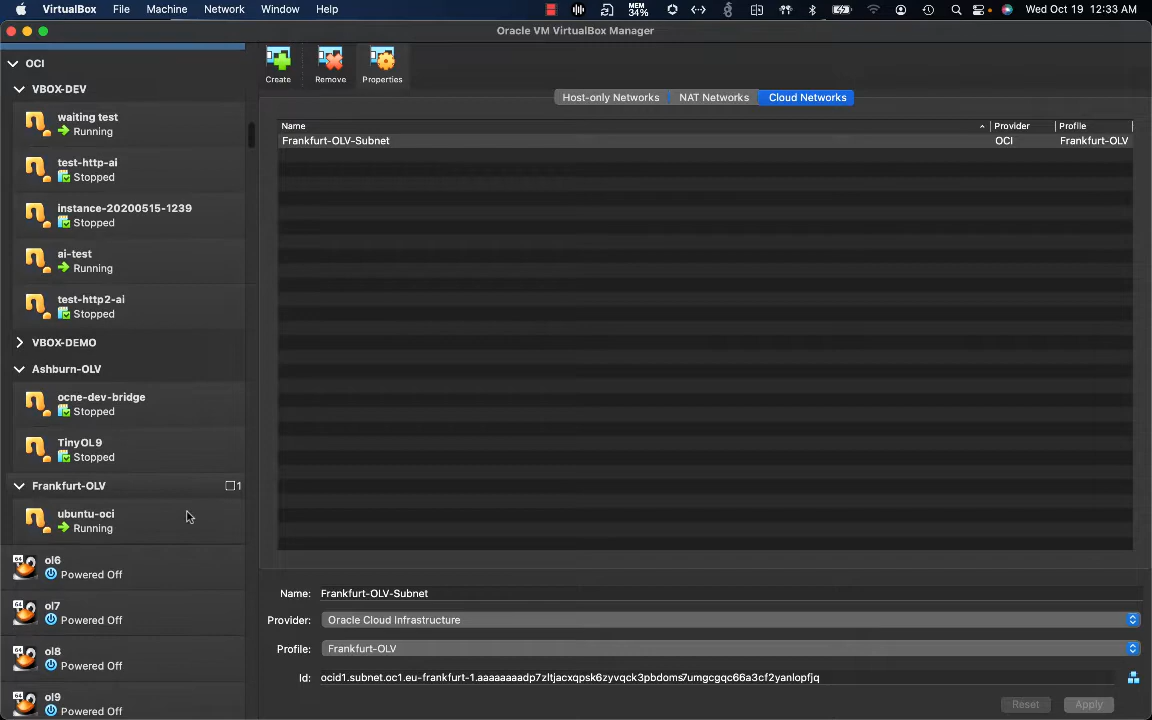 VirtualBox File Machine Network Window Help MEM 34% Wed Oct 19 12:33 AM
Oracle VM VirtualBox Manager
OCI
VBOX-DEV
waiting test
Running
test-http-ai
Stopped
instance-20200515-1239
Stopped
ai-test
Running
test-http2-ai
Stopped
VBOX-DEMO
Ashburn-OLV
ocne-dev-bridge
Stopped
TinyOL9
Stopped
Frankfurt-OLV 1
ubuntu-oci
Running
64 ol6
Powered Off
64 ol7
Powered Off
64 ol8
Powered Off
64 ol9
Powered Off
Create Remove Properties
Host-only Networks NAT Networks Cloud Networks
Name Provider Profile
Frankfurt-OLV-Subnet OCI Frankfurt-OLV
Name: Frankfurt-OLV-Subnet
Provider: Oracle Cloud Infrastructure
Profile: Frankfurt-OLV
Id: ocid1.subnet.oc1.eu-frankfurt-1.aaaaaaaadp7zltjacxqpsk6zyvqck3pbdoms7umgcgqc66a3cf2yanlopfjq
Reset Apply